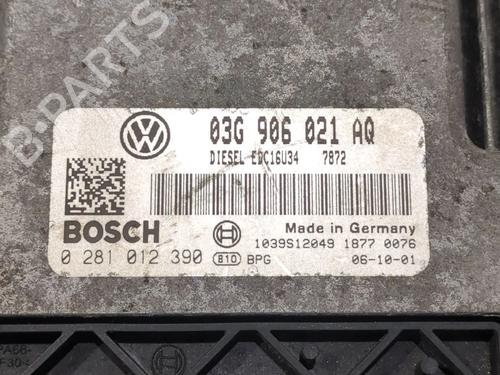 03G 906 021 AQ
DIESEL EDC16U34 7872
BOSCH
Made in Germany
1039S12049 1877 0076
0 281 012 390 B10 BPG 06-10-01
B-PARTS